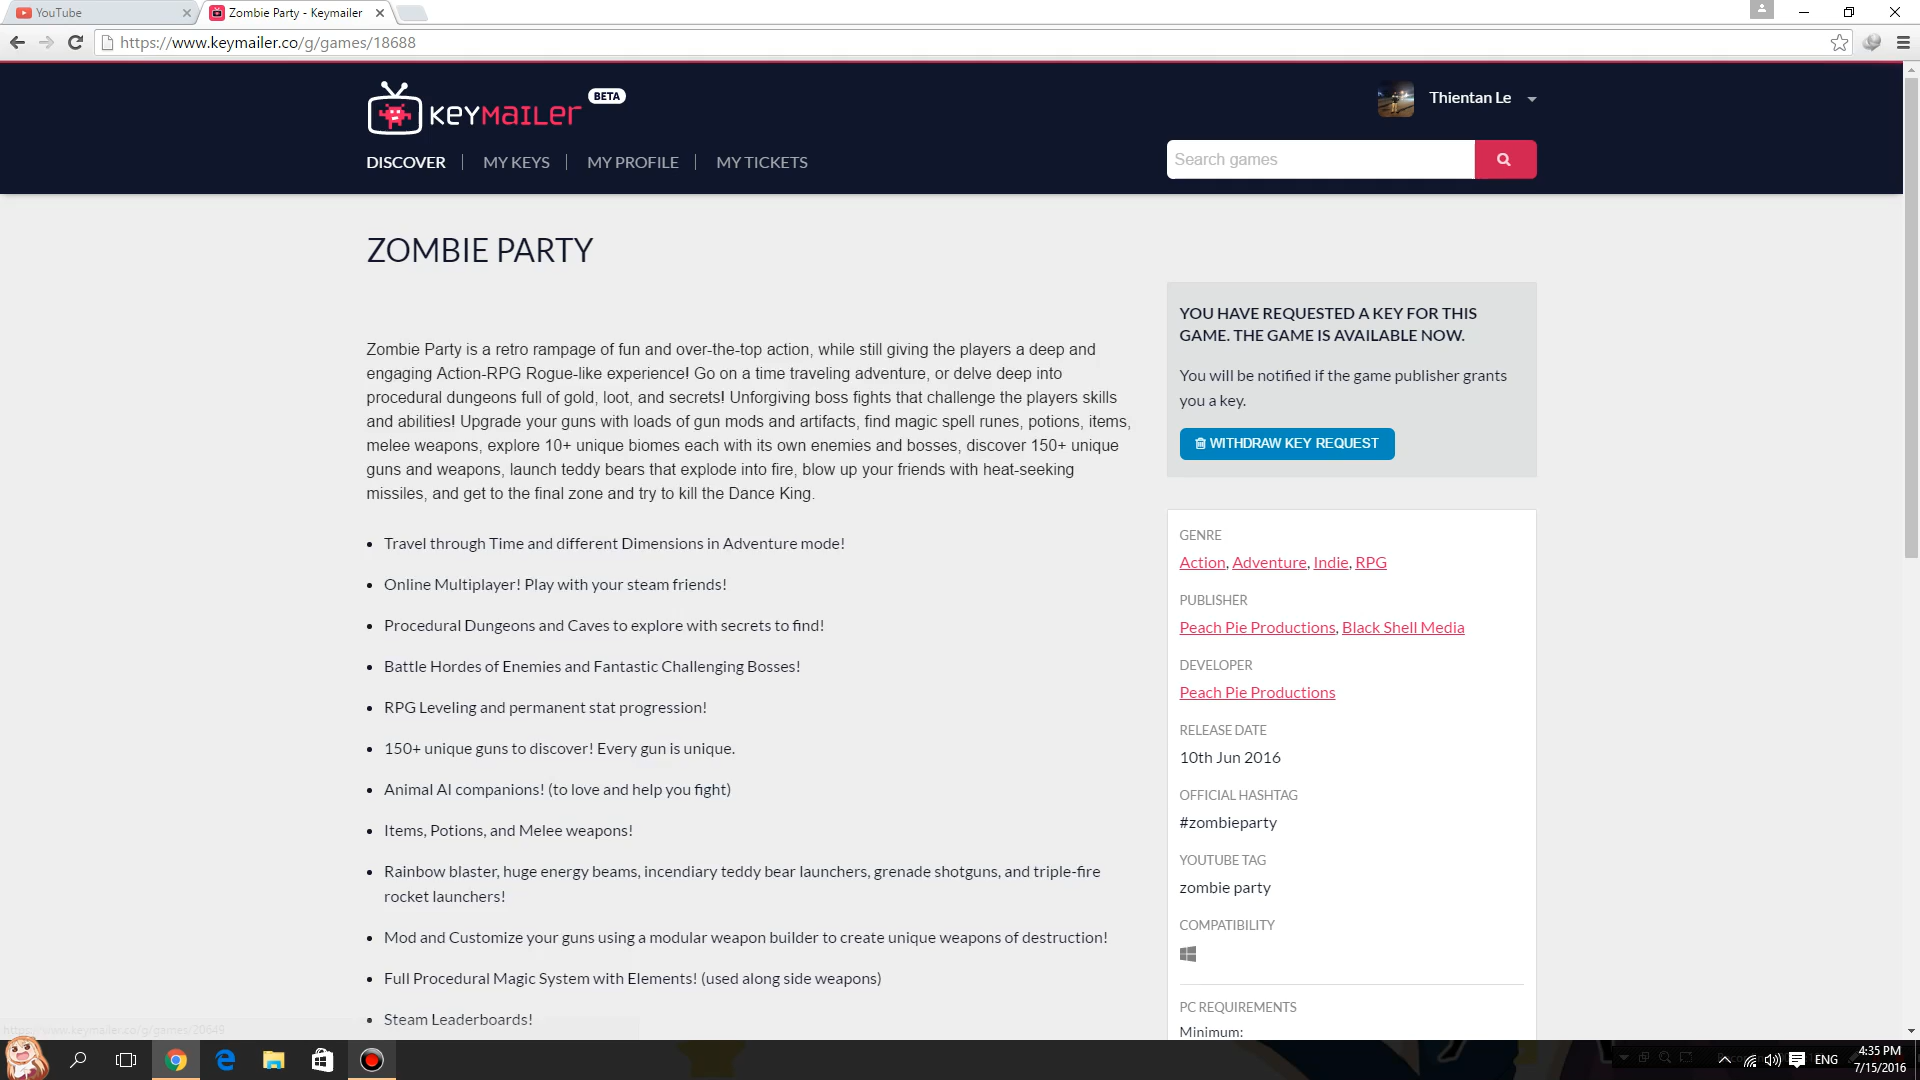 YouTube
Zombie Party - Keymailer
https://www.keymailer.co/g/games/18688
KEYMAILER BETA
Thientan Le
DISCOVER
MY KEYS
MY PROFILE
MY TICKETS
Search games
ZOMBIE PARTY
Zombie Party is a retro rampage of fun and over-the-top action, while still giving the players a deep and
engaging Action-RPG Rogue-like experience! Go on a time traveling adventure, or delve deep into
procedural dungeons full of gold, loot, and secrets! Unforgiving boss fights that challenge the players skills
and abilities! Upgrade your guns with loads of gun mods and artifacts, find magic spell runes, potions, items,
melee weapons, explore 10+ unique biomes each with its own enemies and bosses, discover 150+ unique
guns and weapons, launch teddy bears that explode into fire, blow up your friends with heat-seeking
missiles, and get to the final zone and try to kill the Dance King.
Travel through Time and different Dimensions in Adventure mode!
Online Multiplayer! Play with your steam friends!
Procedural Dungeons and Caves to explore with secrets to find!
Battle Hordes of Enemies and Fantastic Challenging Bosses!
RPG Leveling and permanent stat progression!
150+ unique guns to discover! Every gun is unique.
Animal AI companions! (to love and help you fight)
Items, Potions, and Melee weapons!
Rainbow blaster, huge energy beams, incendiary teddy bear launchers, grenade shotguns, and triple-fire
rocket launchers!
Mod and Customize your guns using a modular weapon builder to create unique weapons of destruction!
Full Procedural Magic System with Elements! (used along side weapons)
Steam Leaderboards!
YOU HAVE REQUESTED A KEY FOR THIS
GAME. THE GAME IS AVAILABLE NOW.
You will be notified if the game publisher grants
you a key.
WITHDRAW KEY REQUEST
GENRE
Action, Adventure, Indie, RPG
PUBLISHER
Peach Pie Productions, Black Shell Media
DEVELOPER
Peach Pie Productions
RELEASE DATE
10th Jun 2016
OFFICIAL HASHTAG
#zombieparty
YOUTUBE TAG
zombie party
COMPATIBILITY
PC REQUIREMENTS
Minimum:
https://www.keymailer.co/g/games/20649
ENG
4:35 PM
7/15/2016